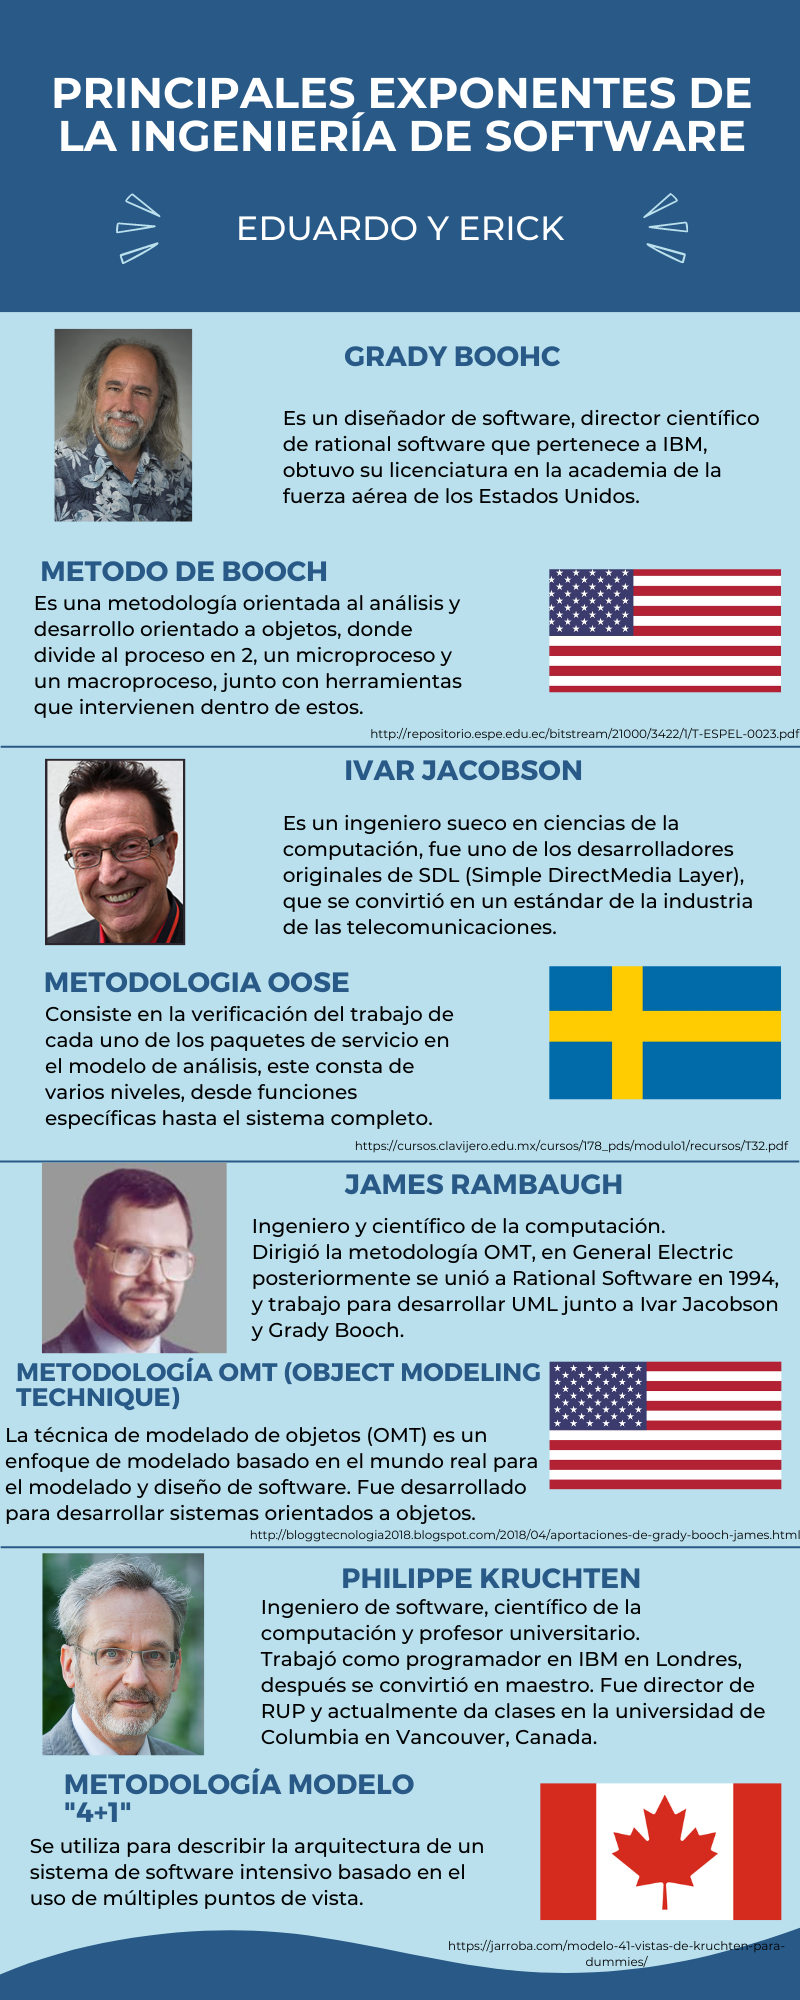 PRINCIPALES EXPONENTES DE
LA INGENIERÍA DE SOFTWARE
EDUARDO Y ERICK
GRADY BOOHC
Es un diseñador de software, director científico
de rational software que pertenece a IBM,
obtuvo su licenciatura en la academia de la
fuerza aérea de los Estados Unidos.
METODO DE BOOCH
Es una metodología orientada al análisis y
desarrollo orientado a objetos, donde
divide al proceso en 2, un microproceso y
un macroproceso, junto con herramientas
que intervienen dentro de estos.
http://repositorio.espe.edu.ec/bitstream/21000/3422/1/T-ESPEL-0023.pdf
IVAR JACOBSON
Es un ingeniero sueco en ciencias de la
computación, fue uno de los desarrolladores
originales de SDL (Simple DirectMedia Layer),
que se convirtió en un estándar de la industria
de las telecomunicaciones.
METODOLOGIA OOSE
Consiste en la verificación del trabajo de
cada uno de los paquetes de servicio en
el modelo de análisis, este consta de
varios niveles, desde funciones
específicas hasta el sistema completo.
https://cursos.clavijero.edu.mx/cursos/178_pds/modulo1/recursos/T32.pdf
JAMES RAMBAUGH
Ingeniero y científico de la computación.
Dirigió la metodología OMT, en General Electric
posteriormente se unió a Rational Software en 1994,
y trabajo para desarrollar UML junto a Ivar Jacobson
y Grady Booch.
METODOLOGÍA OMT (OBJECT MODELING
TECHNIQUE)
La técnica de modelado de objetos (OMT) es un
enfoque de modelado basado en el mundo real para
el modelado y diseño de software. Fue desarrollado
para desarrollar sistemas orientados a objetos.
http://bloggtecnologia2018.blogspot.com/2018/04/aportaciones-de-grady-booch-james.html
PHILIPPE KRUCHTEN
Ingeniero de software, científico de la
computación y profesor universitario.
Trabajó como programador en IBM en Londres,
después se convirtió en maestro. Fue director de
RUP y actualmente da clases en la universidad de
Columbia en Vancouver, Canada.
METODOLOGÍA MODELO
"4+1"
Se utiliza para describir la arquitectura de un
sistema de software intensivo basado en el
uso de múltiples puntos de vista.
https://jarroba.com/modelo-41-vistas-de-kruchten-para-
dummies/